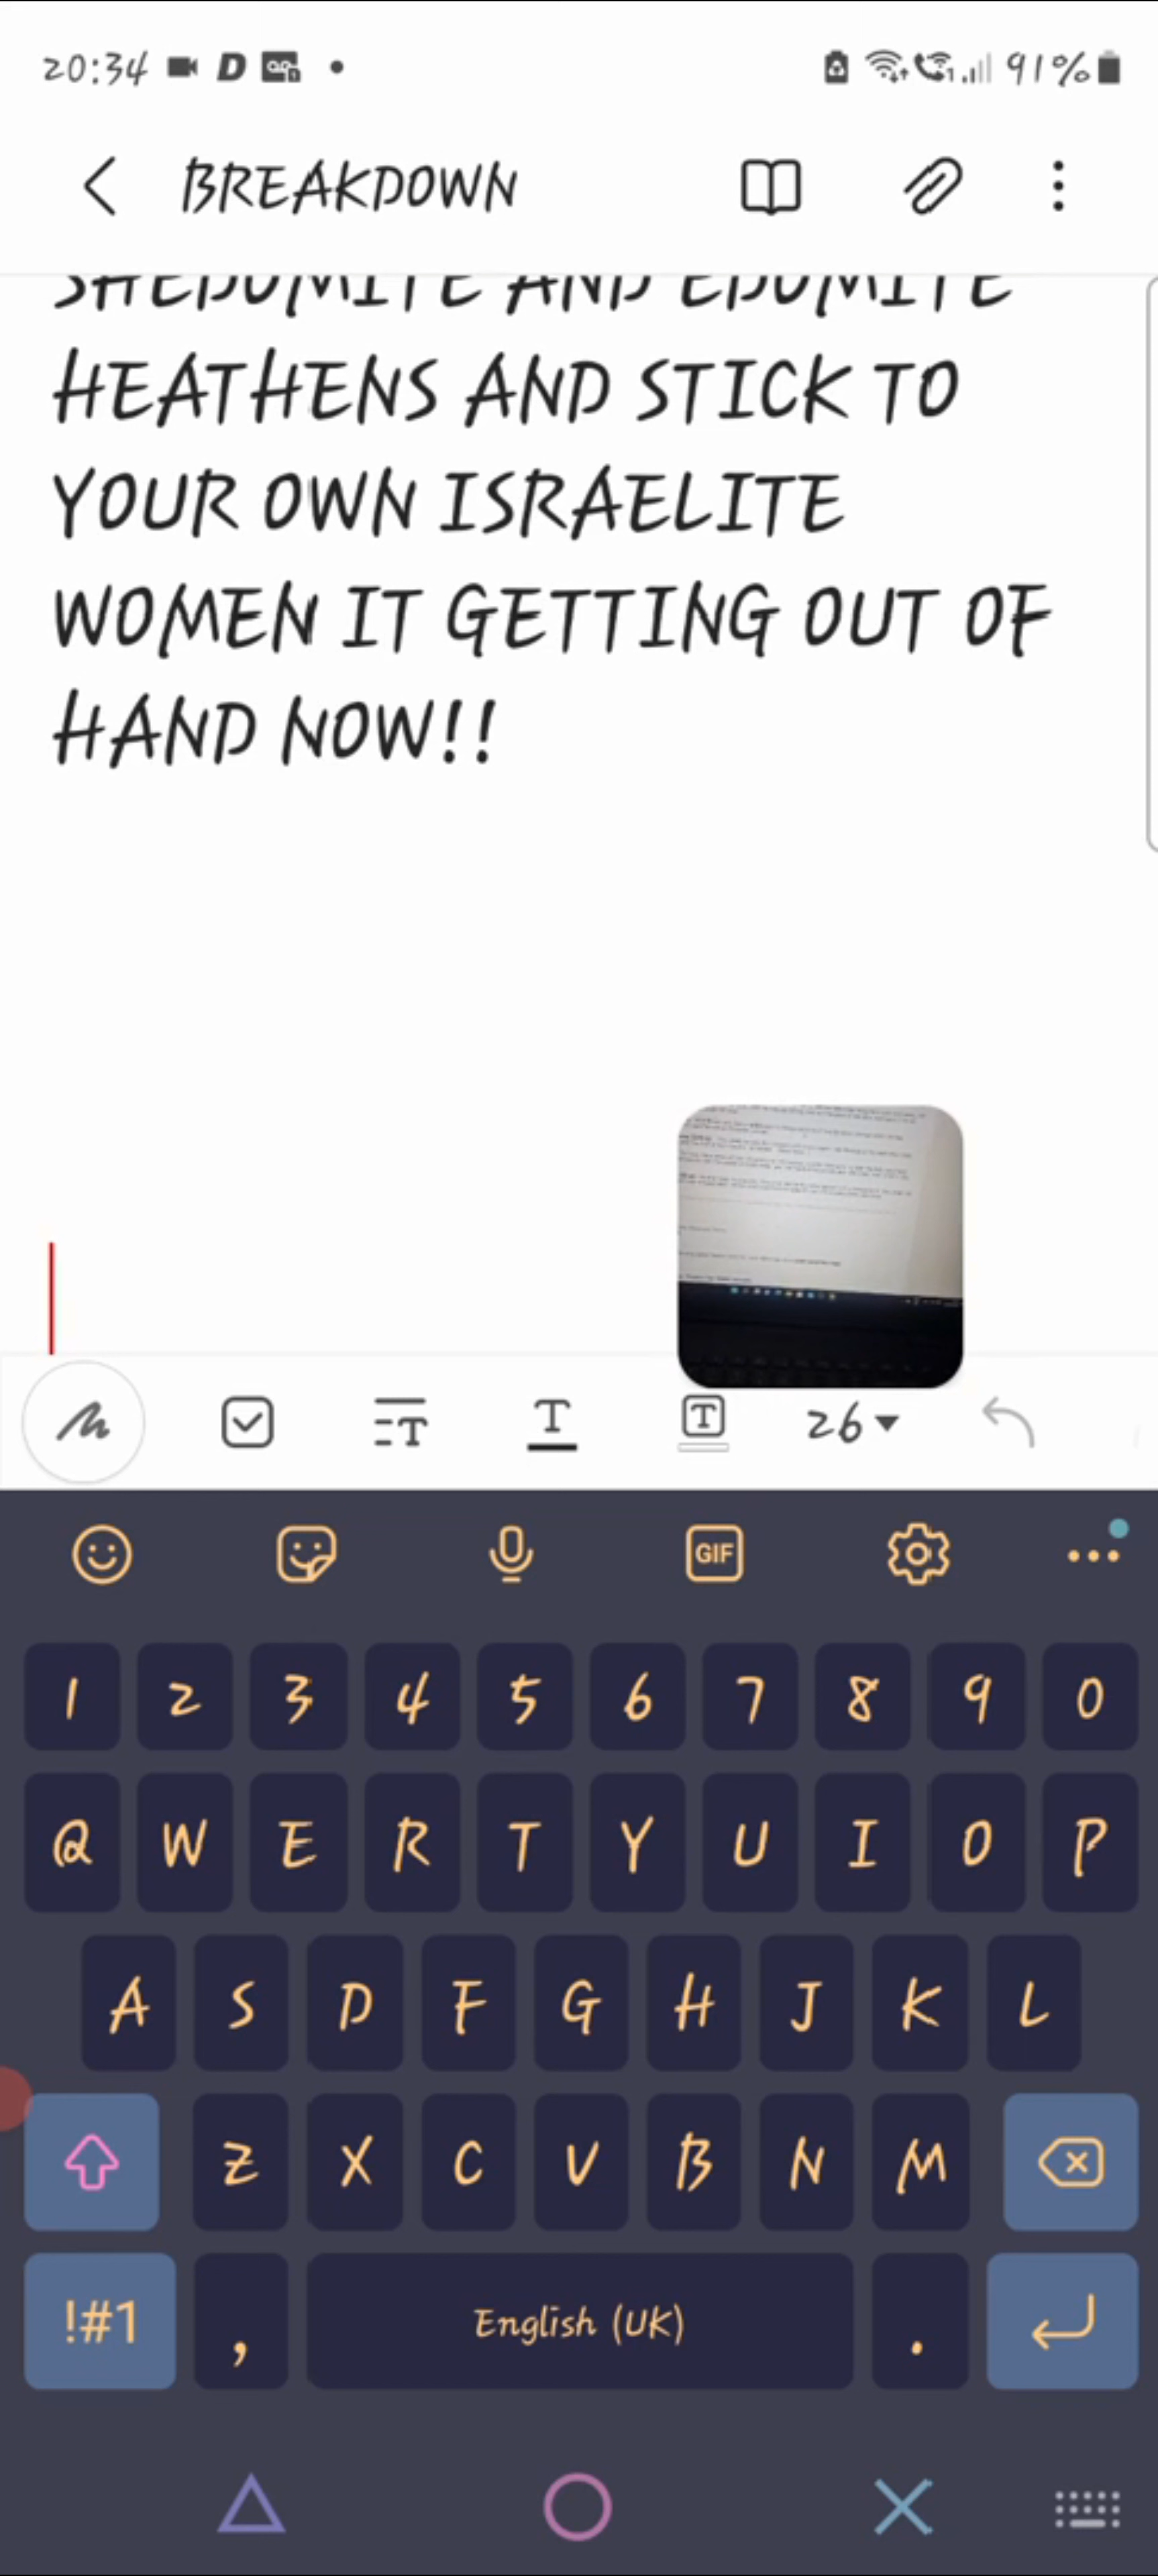 20:34 D 91%
BREAKDOWN
SHEDOMITE AND EDOMITE
HEATHENS AND STICK TO
YOUR OWN ISRAELITE
WOMEN IT GETTING OUT OF
HAND NOW!!
T T T 26
GIF
1 2 3 4 5 6 7 8 9 0
Q W E R T Y U I O P
A S D F G H J K L
Z X C V B N M
!#1 , English (UK) .